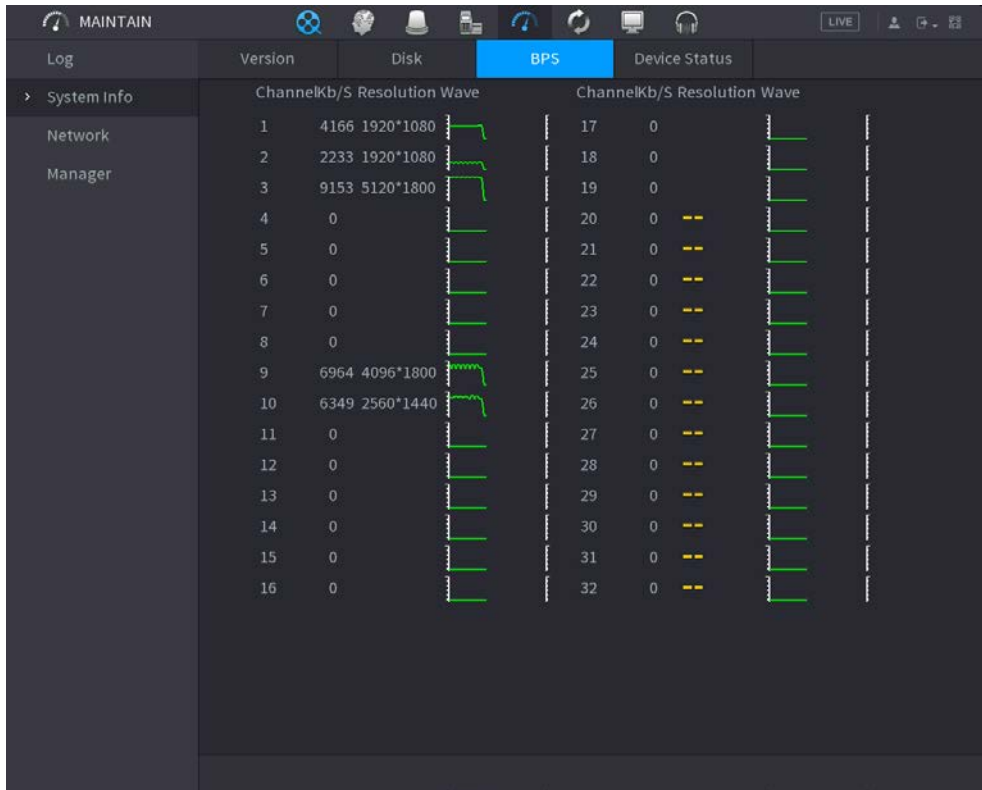 MAINTAIN
LIVE
Log
System Info
Network
Manager
Version Disk BPS Device Status
ChannelKb/S Resolution Wave ChannelKb/S Resolution Wave
1 4166 1920*1080 17 0
2 2233 1920*1080 18 0
3 9153 5120*1800 19 0
4 0 20 0 --
5 0 21 0 --
6 0 22 0 --
7 0 23 0 --
8 0 24 0 --
9 6964 4096*1800 25 0 --
10 6349 2560*1440 26 0 --
11 0 27 0 --
12 0 28 0 --
13 0 29 0 --
14 0 30 0 --
15 0 31 0 --
16 0 32 0 --